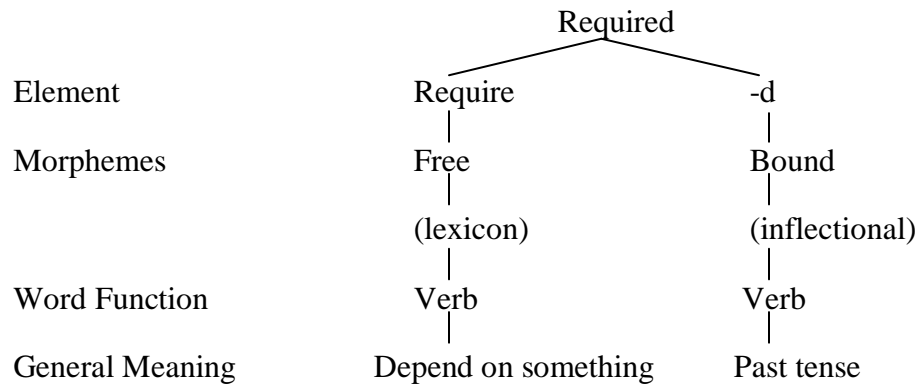 Required
Element Require -d
Morphemes Free Bound
(lexicon) (inflectional)
Word Function Verb Verb
General Meaning Depend on something Past tense